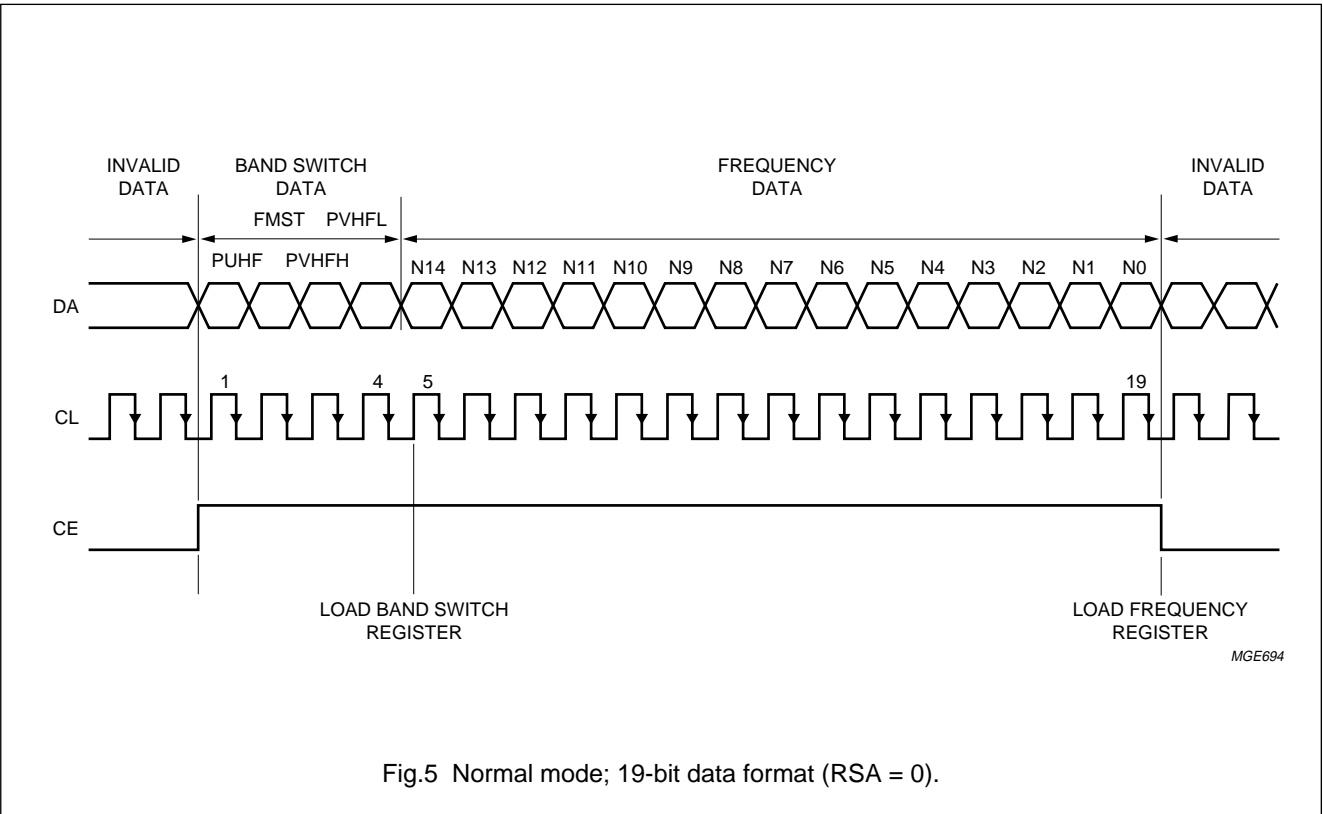 INVALID
DATA
BAND SWITCH
DATA
FREQUENCY
DATA
INVALID
DATA
FMST PVHFL
PUHF PVHFH
N14 N13 N12 N11 N10 N9 N8 N7 N6 N5 N4 N3 N2 N1 N0
DA
1 4 5 19
CL
CE
LOAD BAND SWITCH
REGISTER
LOAD FREQUENCY
REGISTER
MGE694
Fig.5 Normal mode; 19-bit data format (RSA = 0).